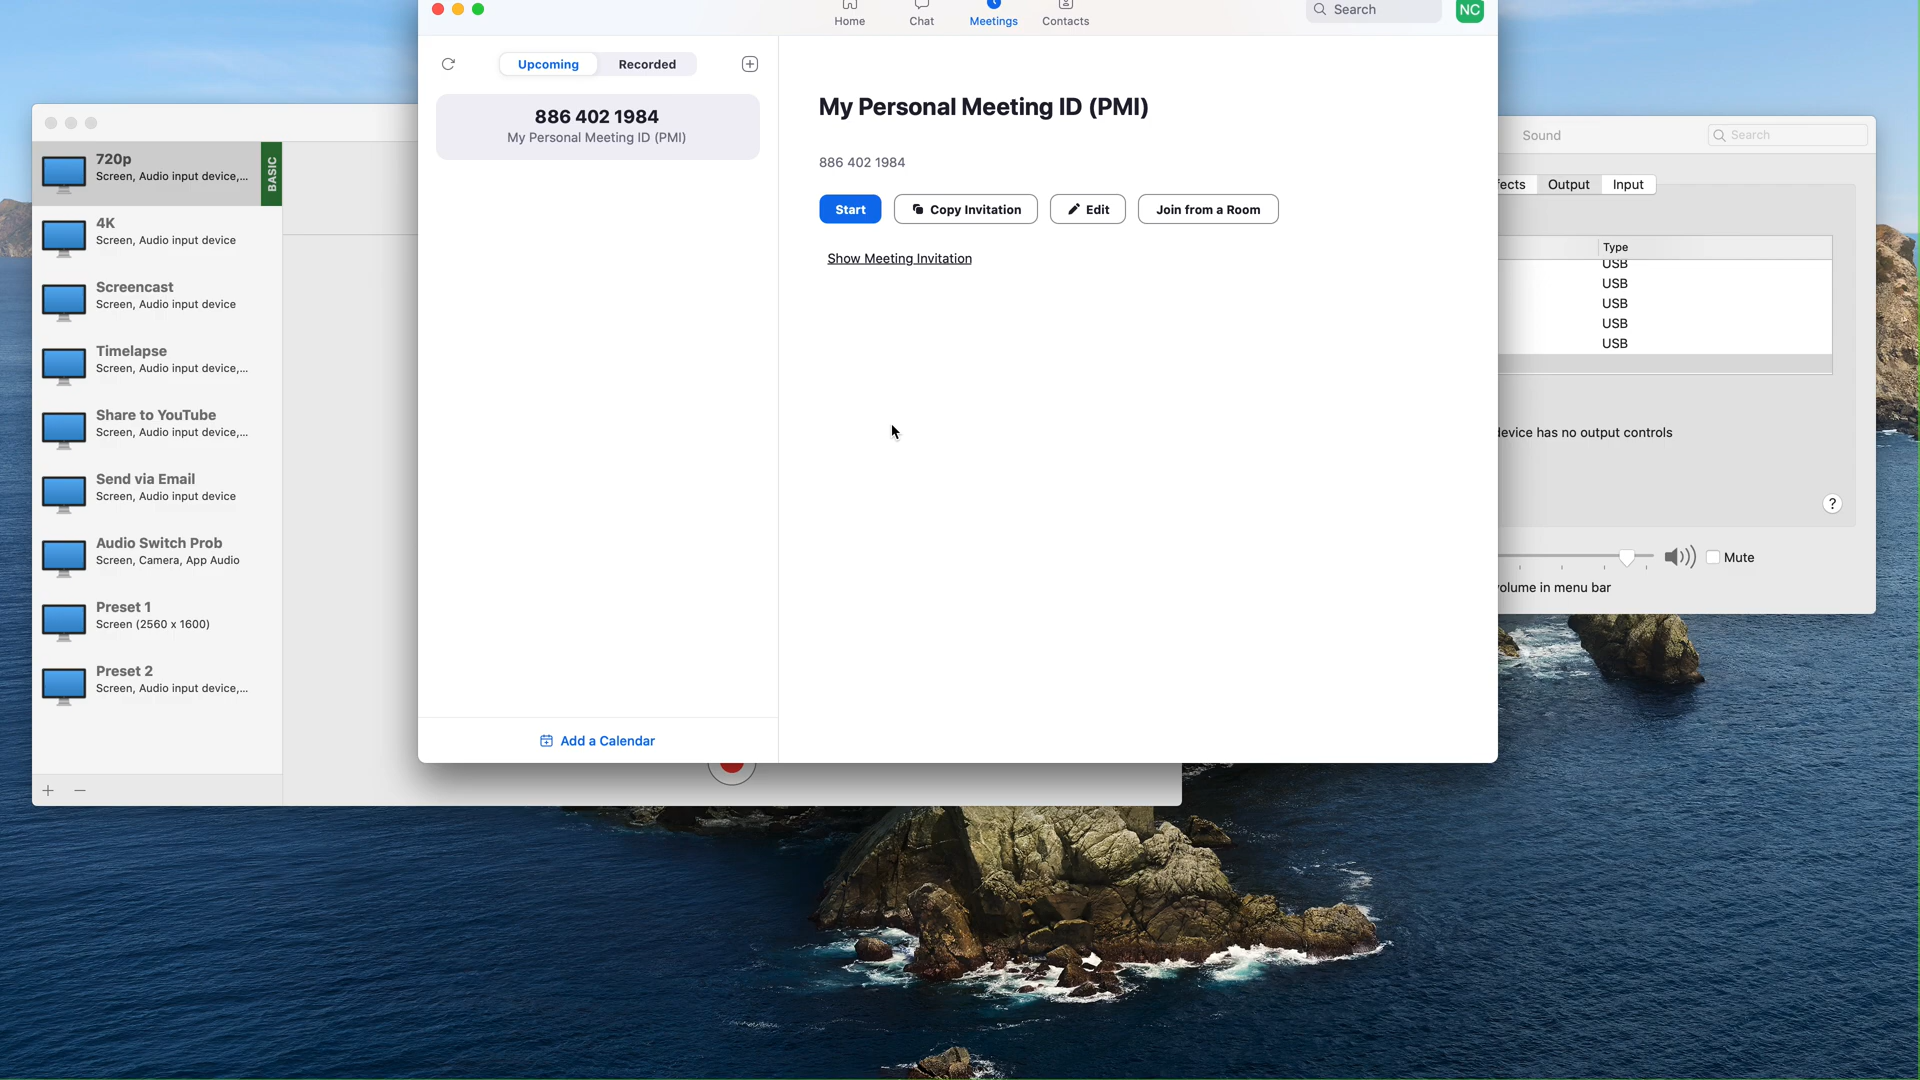 Home
Chat
Meetings
Contacts
Search
NC
Upcoming
Recorded
886 402 1984
My Personal Meeting ID (PMI)
Add a Calendar
My Personal Meeting ID (PMI)
886 402 1984
Start
Copy Invitation
Edit
Join from a Room
Show Meeting Invitation
720p
Screen, Audio input device,...
BASIC
4K
Screen, Audio input device
Screencast
Screen, Audio input device
Timelapse
Screen, Audio input device,...
Share to YouTube
Screen, Audio input device,...
Send via Email
Screen, Audio input device
Audio Switch Prob
Screen, Camera, App Audio
Preset 1
Screen (2560 x 1600)
Preset 2
Screen, Audio input device,...
Sound
Search
fects
Output
Input
Type
USB
USB
USB
USB
USB
device has no output controls
?
Mute
volume in menu bar